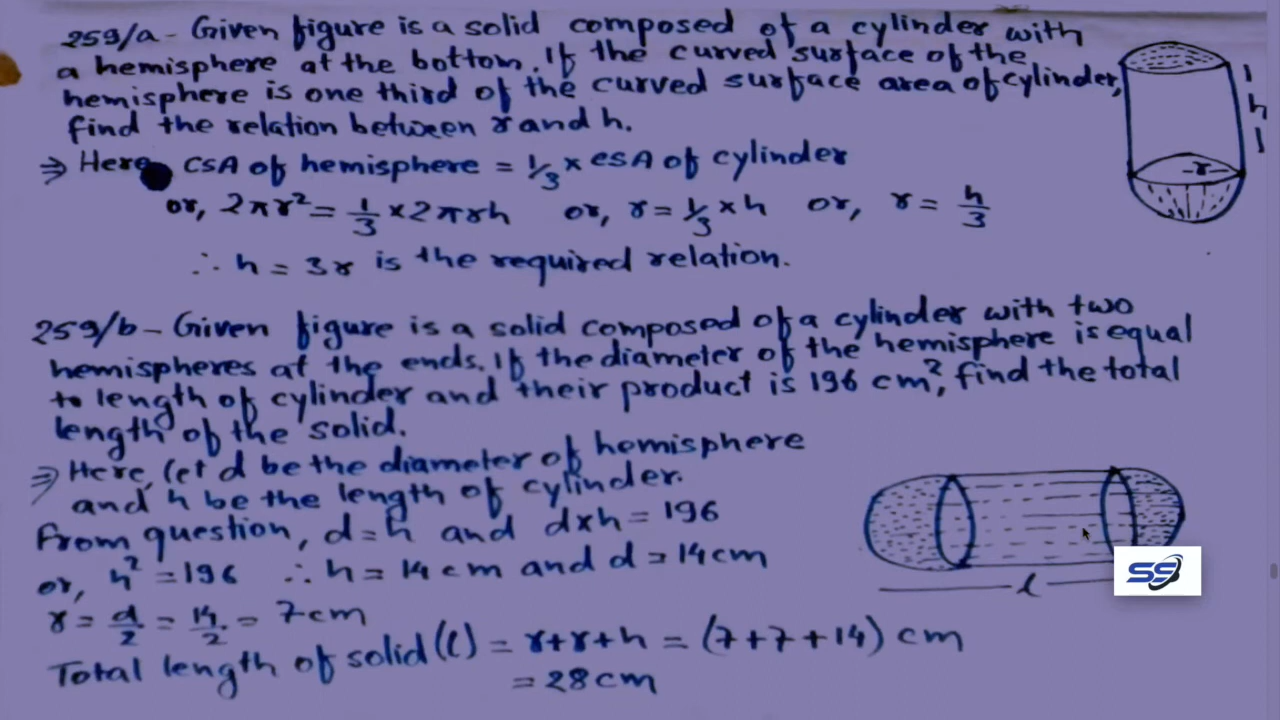 259/a - Given figure is a solid composed of a cylinder with
a hemisphere at the bottom. If the curved surface of the
hemisphere is one third of the curved surface area of cylinder,
find the relation between r and h.
⇒ Here CSA of hemisphere = 1/3 × CSA of cylinder
or, 2πr² = 1/3 × 2πrh or, r = 1/3 × h or, r = h/3
∴ h = 3r is the required relation.
h
r
259/b - Given figure is a solid composed of a cylinder with two
hemispheres at the ends. If the diameter of the hemisphere is equal
to length of cylinder and their product is 196 cm², find the total
length of the solid.
⇒ Here, let d be the diameter of hemisphere
and h be the length of cylinder.
From question, d = h and d×h = 196
or, h² = 196 ∴ h = 14 cm and d = 14 cm
r = d/2 = 14/2 = 7cm
Total length of solid (l) = r+r+h = (7+7+14) cm
= 28 cm
l
SS